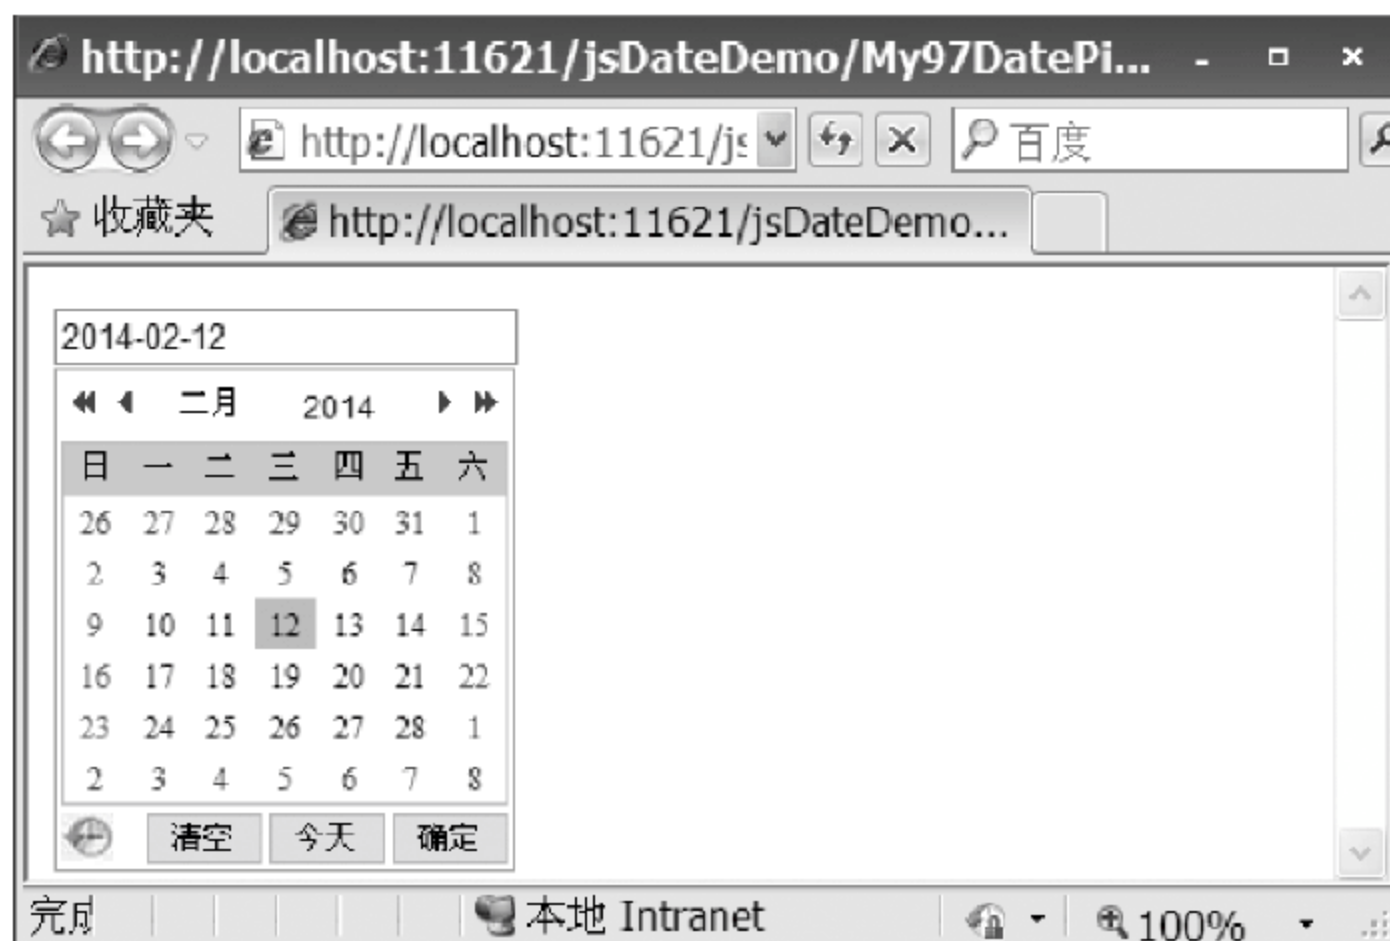 http://localhost:11621/jsDateDemo/My97DatePi...
http://localhost:11621/js
百度
收藏夹
http://localhost:11621/jsDateDemo...
2014-02-12
二月 2014
日 一 二 三 四 五 六
26 27 28 29 30 31 1
2 3 4 5 6 7 8
9 10 11 12 13 14 15
16 17 18 19 20 21 22
23 24 25 26 27 28 1
2 3 4 5 6 7 8
清空 今天 确定
完成 本地 Intranet 100%